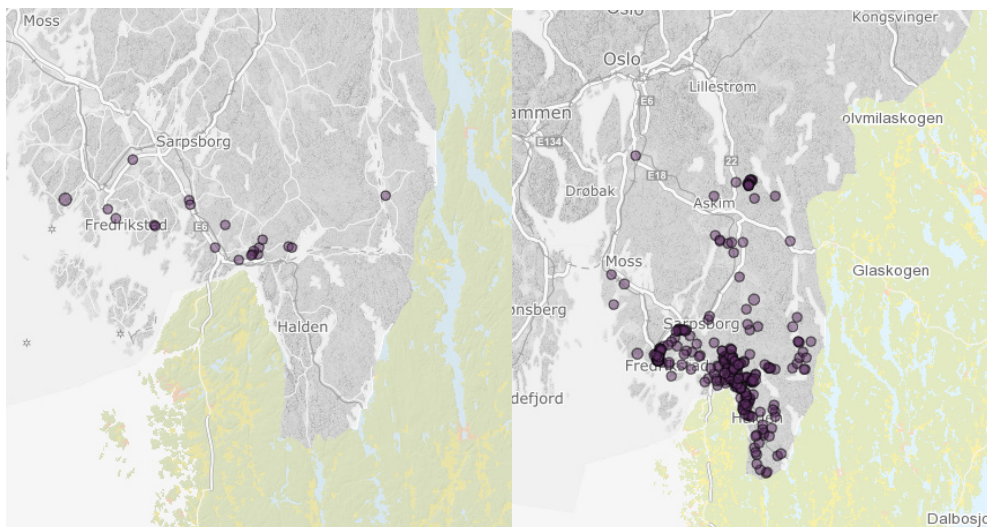 Moss
Sarpsborg
Fredrikstad
E6
Halden
Oslo
Kongsvinger
Oslo
Lillestrøm
ammen
E6
E134
olvmilaskogen
22
E18
Drøbak
Askim
Moss
Glaskogen
ønsberg
Sarpsborg
Fredrikstad
defjord
Halden
Dalbosjö